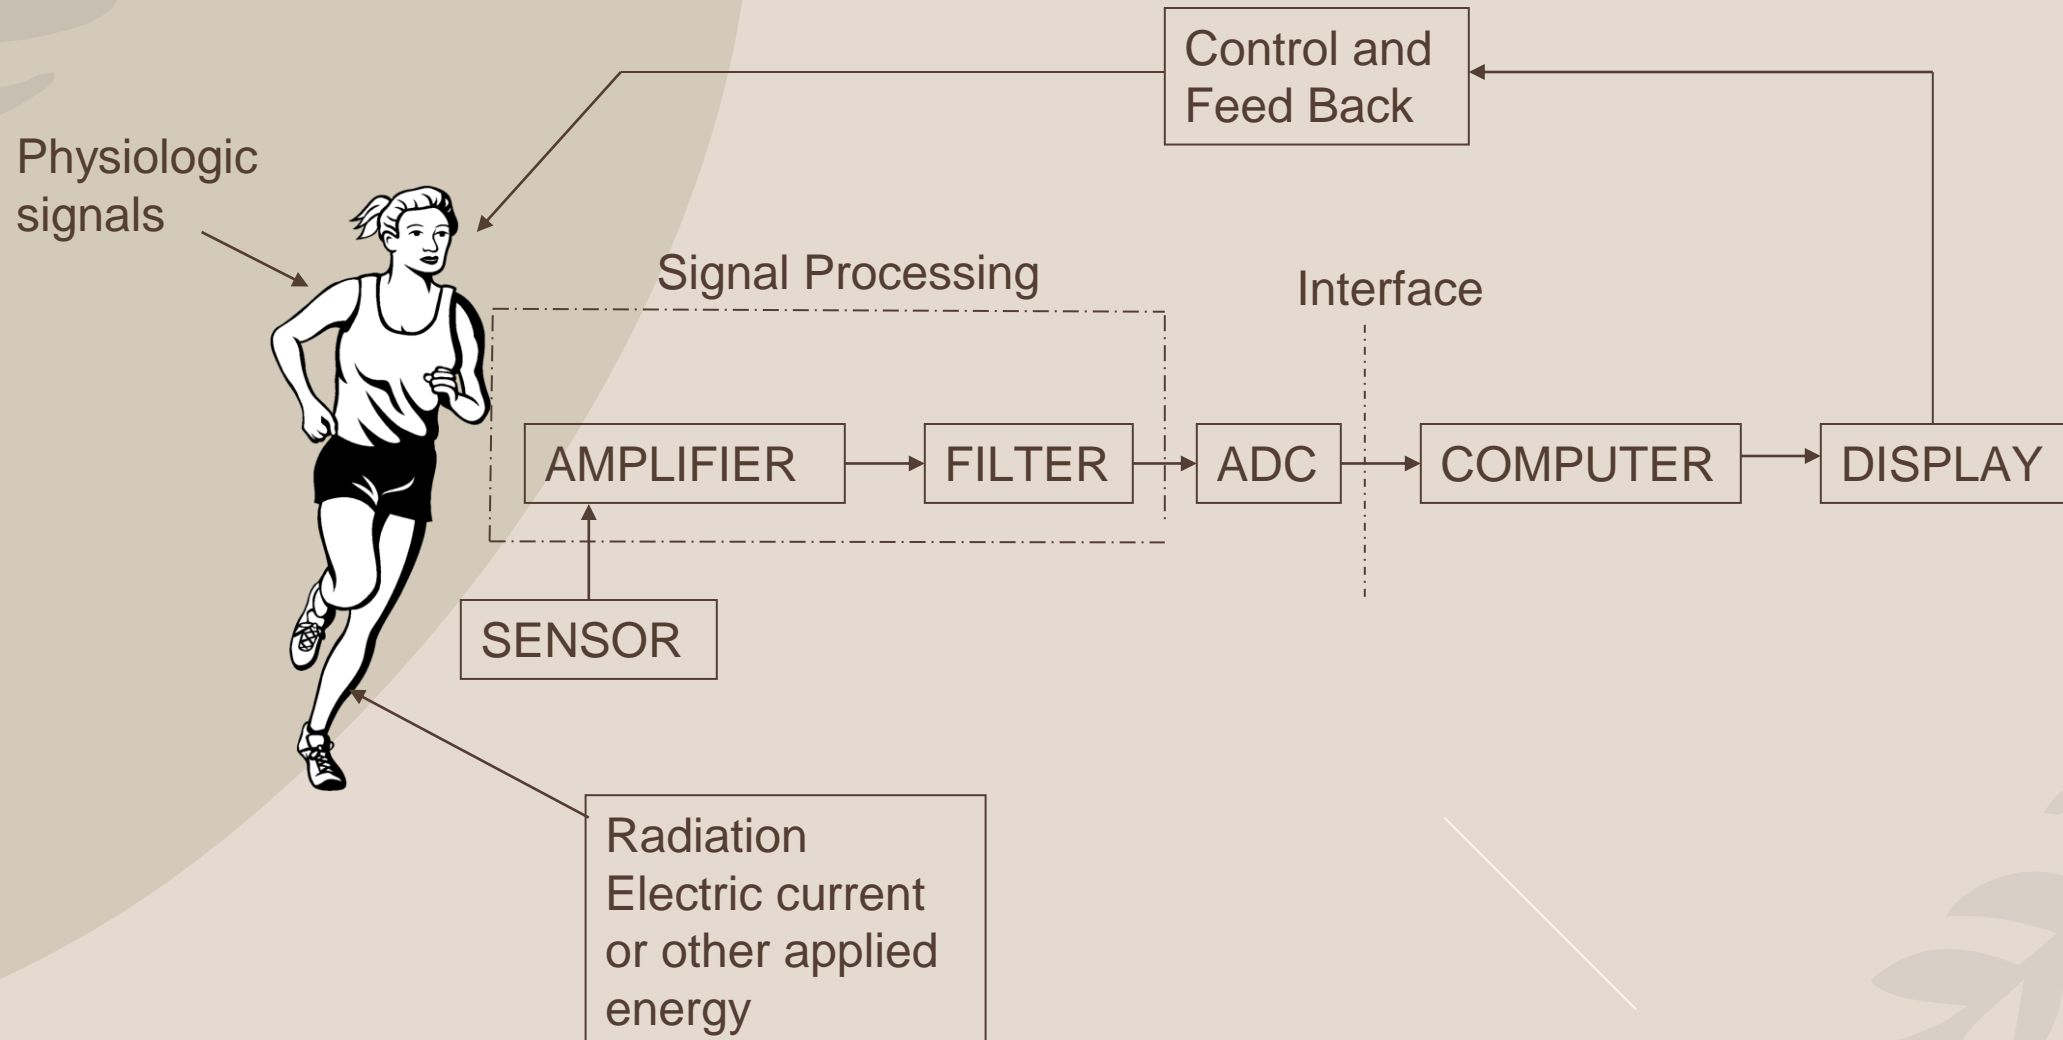 Control and
Feed Back
Physiologic
signals
Signal Processing
Interface
AMPLIFIER
FILTER
ADC
COMPUTER
DISPLAY
SENSOR
Radiation
Electric current
or other applied
energy